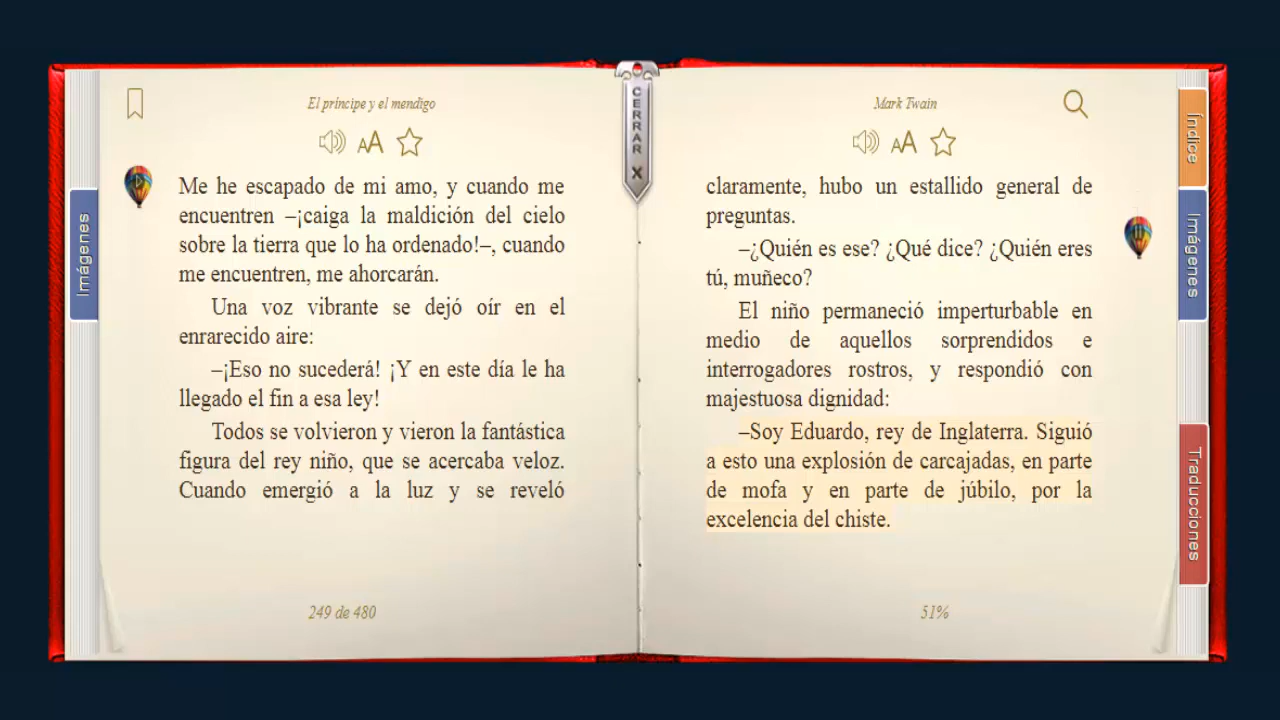 El príncipe y el mendigo
AA
Me he escapado de mi amo, y cuando me
encuentren –¡caiga la maldición del cielo
sobre la tierra que lo ha ordenado!–, cuando
me encuentren, me ahorcarán.
Una voz vibrante se dejó oír en el
enrarecido aire:
–¡Eso no sucederá! ¡Y en este día le ha
llegado el fin a esa ley!
Todos se volvieron y vieron la fantástica
figura del rey niño, que se acercaba veloz.
Cuando emergió a la luz y se reveló
249 de 480
Imágenes
CERRAR X
Mark Twain
AA
claramente, hubo un estallido general de
preguntas.
–¿Quién es ese? ¿Qué dice? ¿Quién eres
tú, muñeco?
El niño permaneció imperturbable en
medio de aquellos sorprendidos e
interrogadores rostros, y respondió con
majestuosa dignidad:
–Soy Eduardo, rey de Inglaterra. Siguió
a esto una explosión de carcajadas, en parte
de mofa y en parte de júbilo, por la
excelencia del chiste.
51%
Índice
Imágenes
Traducciones